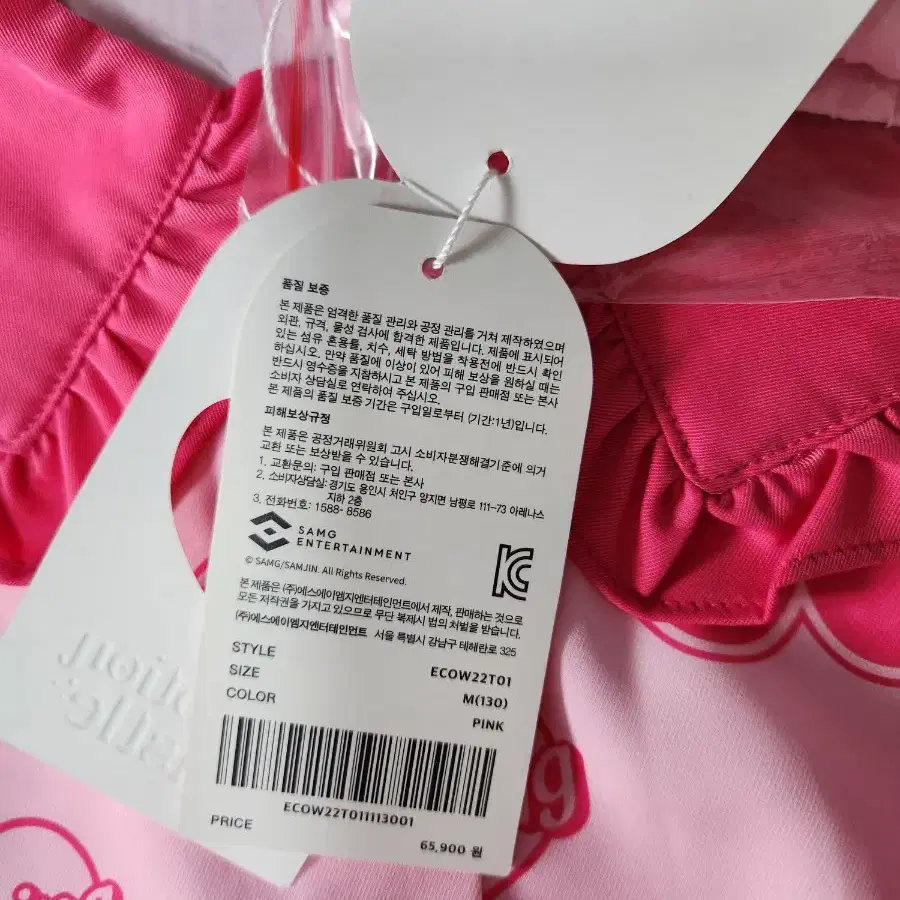 품질 보증
본 제품은 엄격한 품질 관리와 공정 관리를 거쳐 제작하였으며
외관, 규격, 물성 검사에 합격한 제품입니다. 제품에 표시되어
있는 섬유 혼용률, 치수, 세탁 방법을 착용전에 반드시 확인
하십시오. 만약 품질에 이상이 있어 피해 보상을 원하실 때는
반드시 영수증을 지참하시고 본 제품의 구입 판매점 또는 본사
소비자 상담실로 연락하여 주십시오.
본 제품의 품질 보증 기간은 구입일로부터 (기간:1년)입니다.
피해보상규정
본 제품은 공정거래위원회 고시 소비자분쟁해결기준에 의거
교환 또는 보상받을 수 있습니다.
1. 교환문의: 구입 판매점 또는 본사
2. 소비자상담실: 경기도 용인시 처인구 양지면 남평로 111-73 아레나스
지하 2층
3. 전화번호: 1588- 8586
SAMG
ENTERTAINMENT
© SAMG/SAMJIN. All Rights Reserved.
본 제품은 (주)에스에이엠지엔터테인먼트에서 제작, 판매하는 것으로
모든 저작권을 가지고 있으므로 무단 복제시 법의 처벌을 받습니다.
(주)에스에이엠지엔터테인먼트 서울 특별시 강남구 테헤란로 325
STYLE ECOW22T01
SIZE M(130)
COLOR PINK
ECOW22T011113001
PRICE 65,900 원